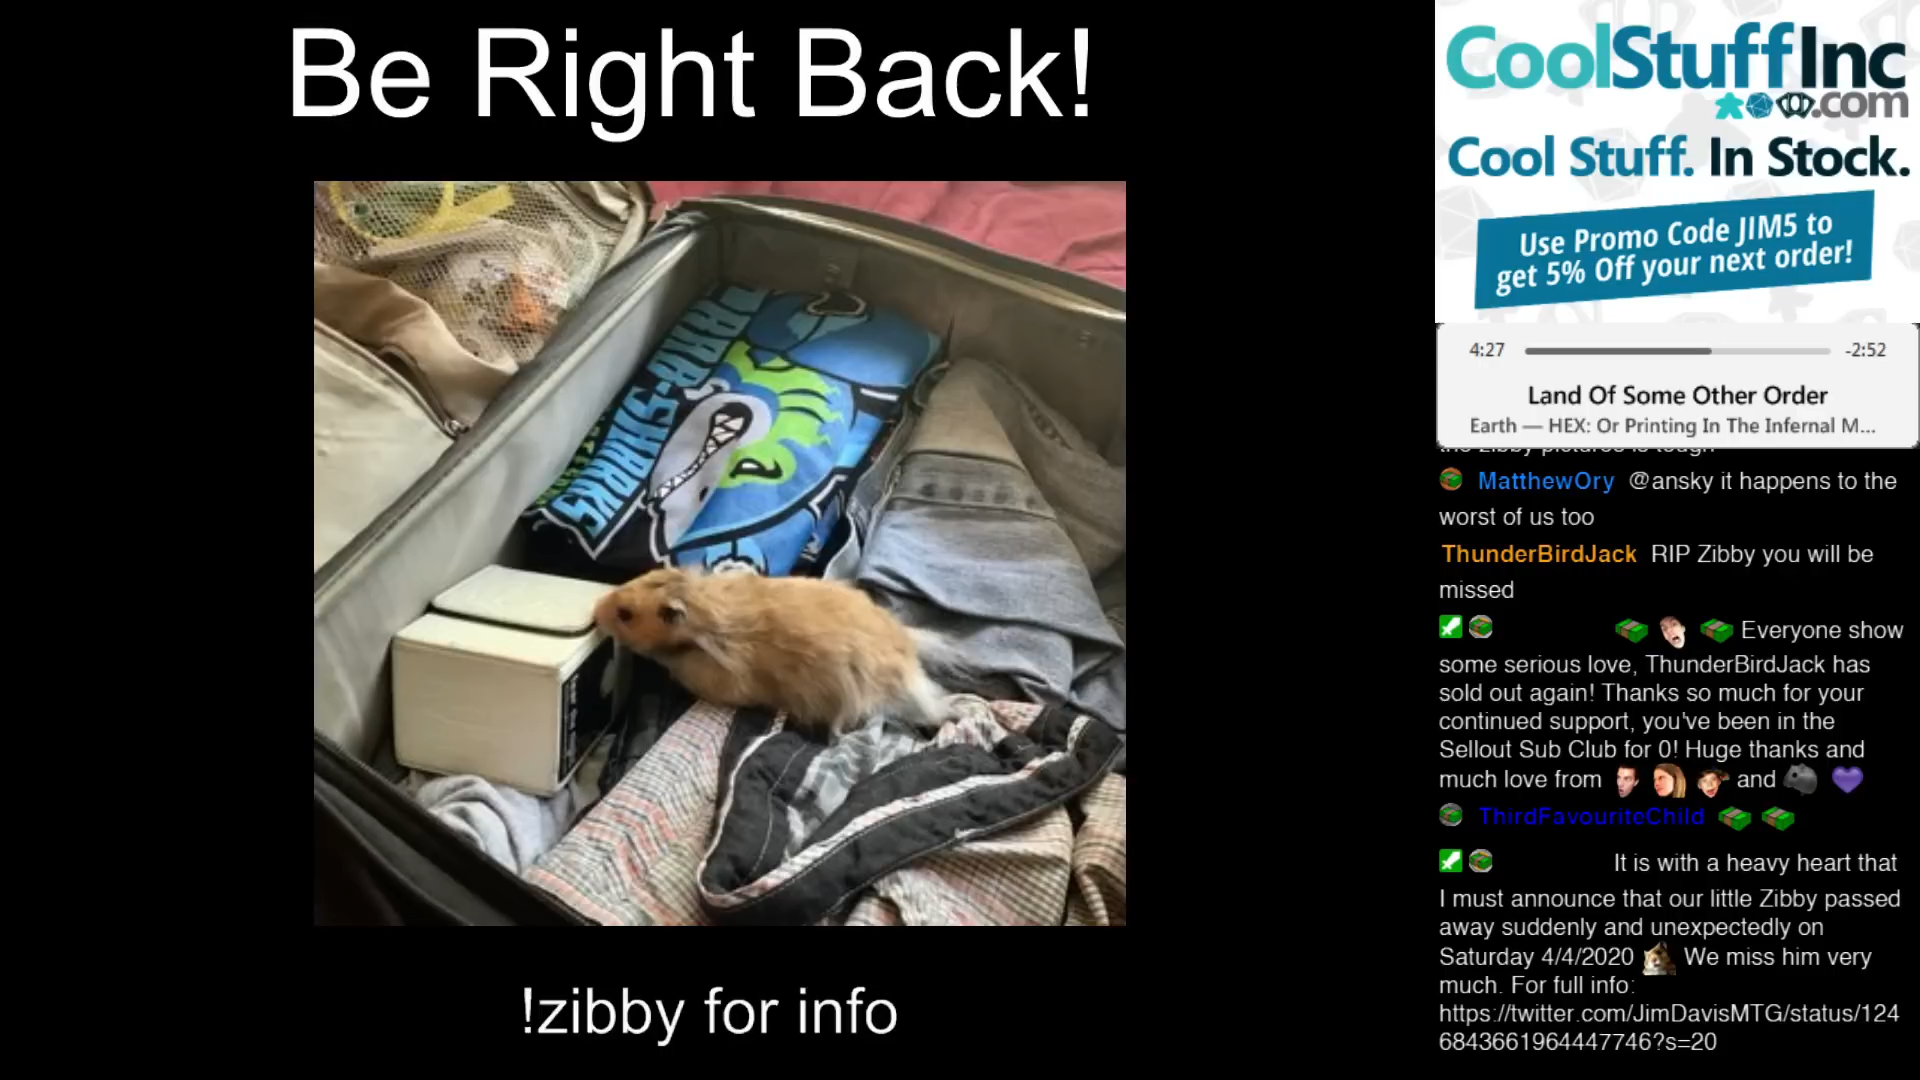 Be Right Back!
!zibby for info
CoolStuffInc
.com
Cool Stuff. In Stock.
Use Promo Code JIM5 to
get 5% Off your next order!
4:27 -2:52
Land Of Some Other Order
Earth — HEX: Or Printing In The Infernal M...
the zibby pictures is tough
MatthewOry @ansky it happens to the
worst of us too
ThunderBirdJack RIP Zibby you will be
missed
Everyone show
some serious love, ThunderBirdJack has
sold out again! Thanks so much for your
continued support, you've been in the
Sellout Sub Club for 0! Huge thanks and
much love from and
ThirdFavouriteChild
It is with a heavy heart that
I must announce that our little Zibby passed
away suddenly and unexpectedly on
Saturday 4/4/2020 We miss him very
much. For full info:
https://twitter.com/JimDavisMTG/status/124
6843661964447746?s=20